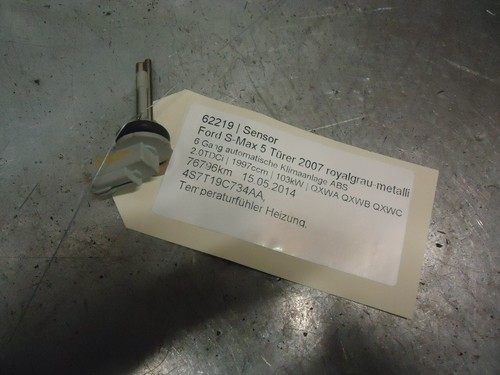 62219 | Sensor
Ford S-Max 5 Türer 2007 royalgrau-metalli
6 Gang automatische Klimaanlage ABS
2.0TDCi | 1997ccm | 103kW | QXWA QXWB QXWC
76796km 15.05.2014
4S7T19C734AA,
Temperaturfühler Heizung,